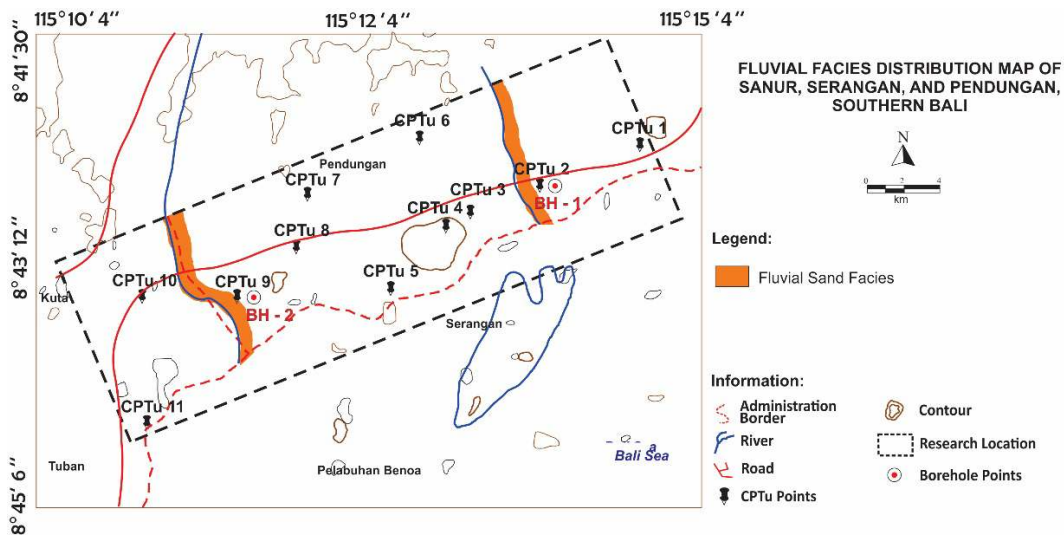 115°10´4´´ 115°12´4´´ 115°15´4´´
8°41´30´´
8°43´12´´
8°45´6´´
FLUVIAL FACIES DISTRIBUTION MAP OF
SANUR, SERANGAN, AND PENDUNGAN,
SOUTHERN BALI
N
0 2 4
km
CPTu 6
CPTu 1
Pendungan
CPTu 2
CPTu 7
CPTu 3
BH - 1
CPTu 4
CPTu 8
CPTu 5
Kuta
CPTu 10
CPTu 9
BH - 2
Serangan
CPTu 11
Tuban
Pelabuhan Benoa
a
Bali Sea
Legend:
Fluvial Sand Facies
Information:
Administration
Border
River
Road
CPTu Points
Contour
Research Location
Borehole Points